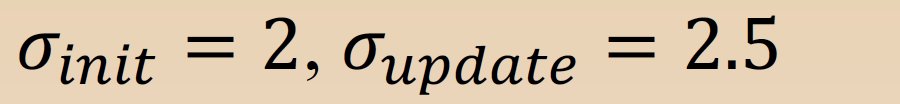 σ_init = 2, σ_update = 2.5